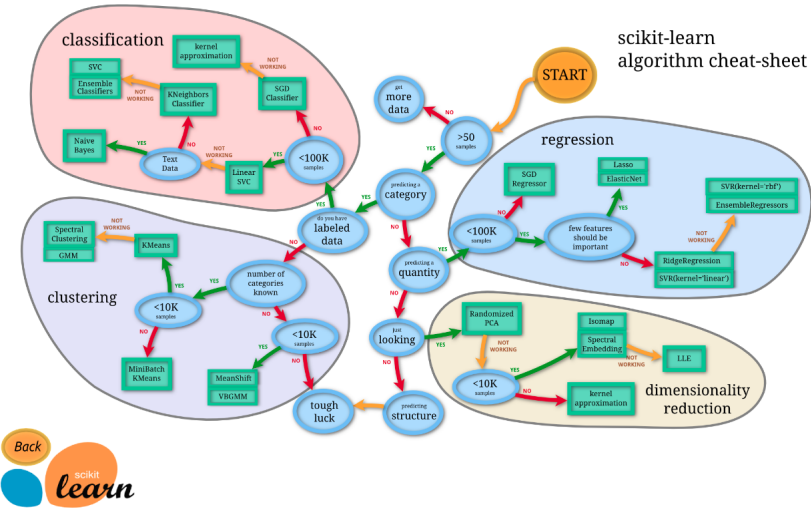 scikit-learn
algorithm cheat-sheet
START
classification
kernel
approximation
NOT
WORKING
SVC
Ensemble
Classifiers
NOT
WORKING
KNeighbors
Classifier
SGD
Classifier
NO
NO
Naive
Bayes
YES
Text
Data
NOT
WORKING
Linear
SVC
YES
<100K
samples
YES
get
more
data
NO
>50
samples
YES
predicting a
category
YES
NO
do you have
labeled
data
NO
predicting a
quantity
YES
NO
just
looking
YES
NO
predicting
structure
tough
luck
regression
SGD
Regressor
NO
<100K
samples
YES
Lasso
ElasticNet
YES
few features
should be
important
NO
SVR(kernel='rbf')
EnsembleRegressors
NOT
WORKING
RidgeRegression
SVR(kernel='linear')
clustering
Spectral
Clustering
GMM
NOT
WORKING
KMeans
YES
number of
categories
known
YES
NO
<10K
samples
NO
MiniBatch
KMeans
<10K
samples
YES
NO
MeanShift
VBGMM
dimensionality
reduction
Randomized
PCA
NOT
WORKING
<10K
samples
YES
NO
Isomap
Spectral
Embedding
NOT
WORKING
LLE
kernel
approximation
Back
scikit
learn